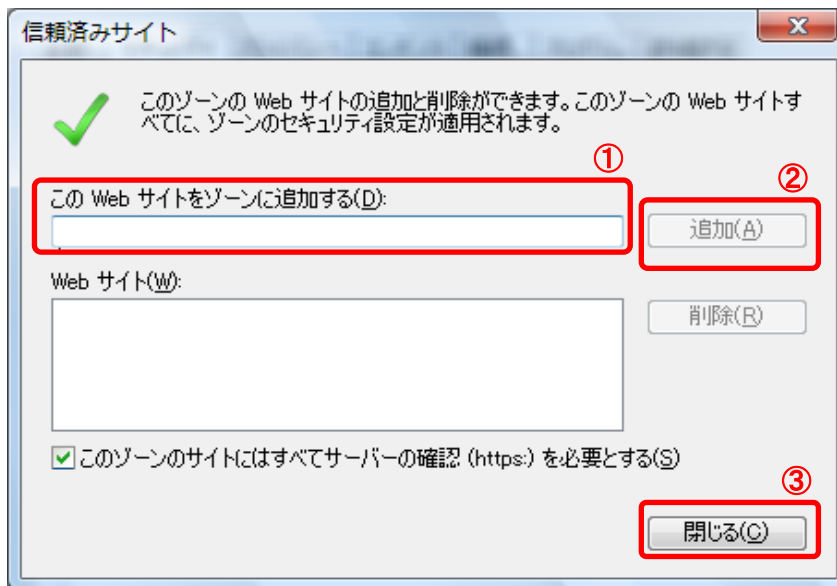 信頼済みサイト
このゾーンの Web サイトの追加と削除ができます。このゾーンの Web サイトす
べてに、ゾーンのセキュリティ設定が適用されます。
①
②
この Web サイトをゾーンに追加する(D):
追加(A)
Web サイト(W):
削除(R)
このゾーンのサイトにはすべてサーバーの確認 (https:) を必要とする(S)
③
閉じる(C)